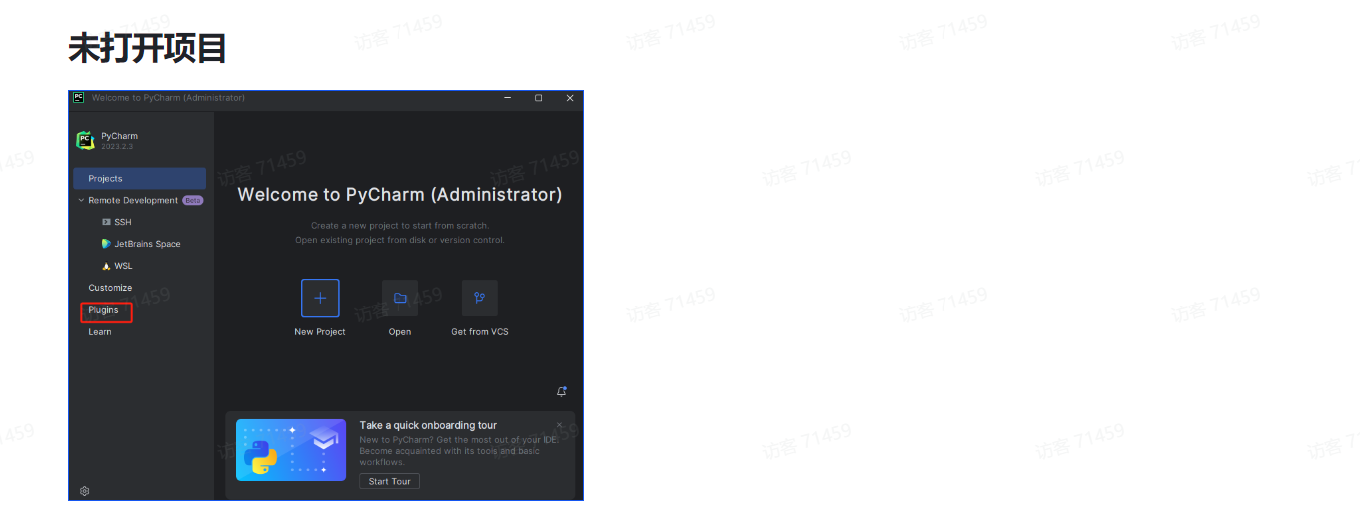 未打开项目
Welcome to PyCharm (Administrator)
PyCharm
2023.2.3
Projects
Remote Development Beta
SSH
JetBrains Space
WSL
Customize
Plugins
Learn
Welcome to PyCharm (Administrator)
Create a new project to start from scratch.
Open existing project from disk or version control.
New Project
Open
Get from VCS
Take a quick onboarding tour
New to PyCharm? Get the most out of your IDE.
Become acquainted with its tools and basic
workflows.
Start Tour
访客 71459